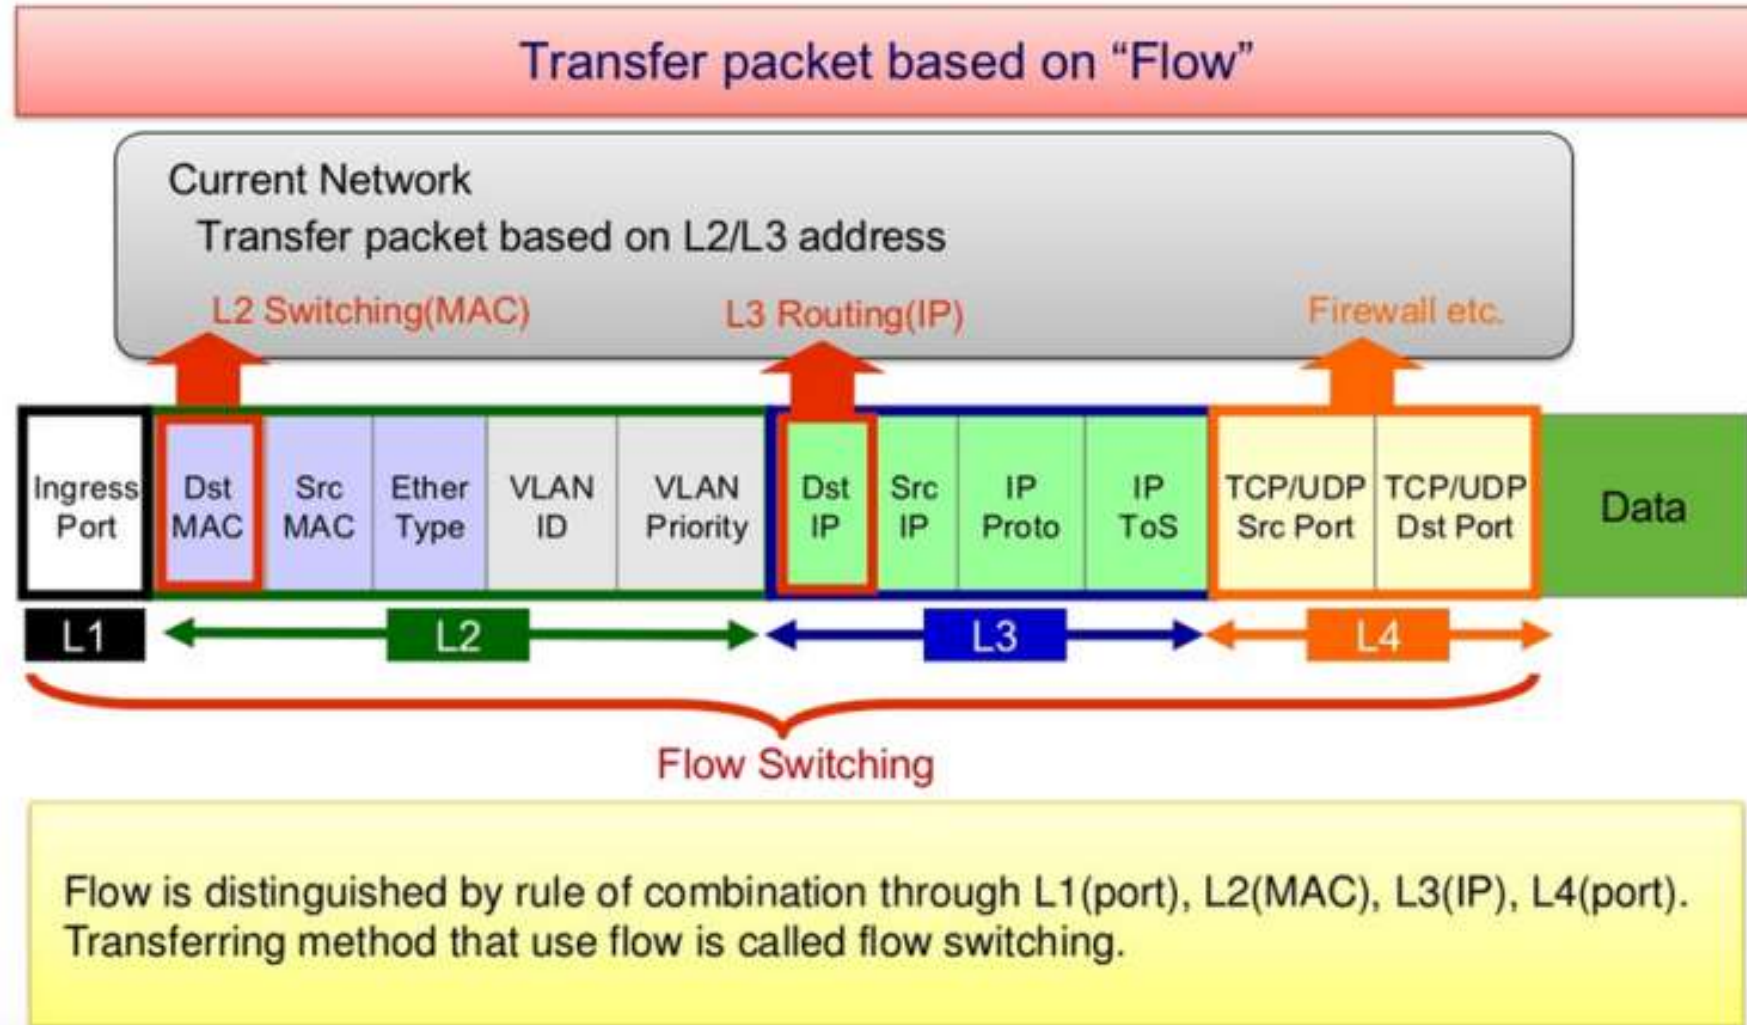 Transfer packet based on “Flow”
Current Network
Transfer packet based on L2/L3 address
L2 Switching(MAC)
L3 Routing(IP)
Firewall etc.
Ingress
Port
Dst
MAC
Src
MAC
Ether
Type
VLAN
ID
VLAN
Priority
Dst
IP
Src
IP
IP
Proto
IP
ToS
TCP/UDP
Src Port
TCP/UDP
Dst Port
Data
L1
L2
L3
L4
Flow Switching
Flow is distinguished by rule of combination through L1(port), L2(MAC), L3(IP), L4(port).
Transferring method that use flow is called flow switching.